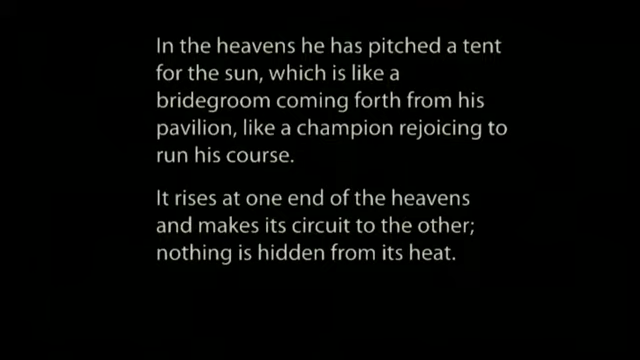 In the heavens he has pitched a tent
for the sun, which is like a
bridegroom coming forth from his
pavilion, like a champion rejoicing to
run his course.
It rises at one end of the heavens
and makes its circuit to the other;
nothing is hidden from its heat.